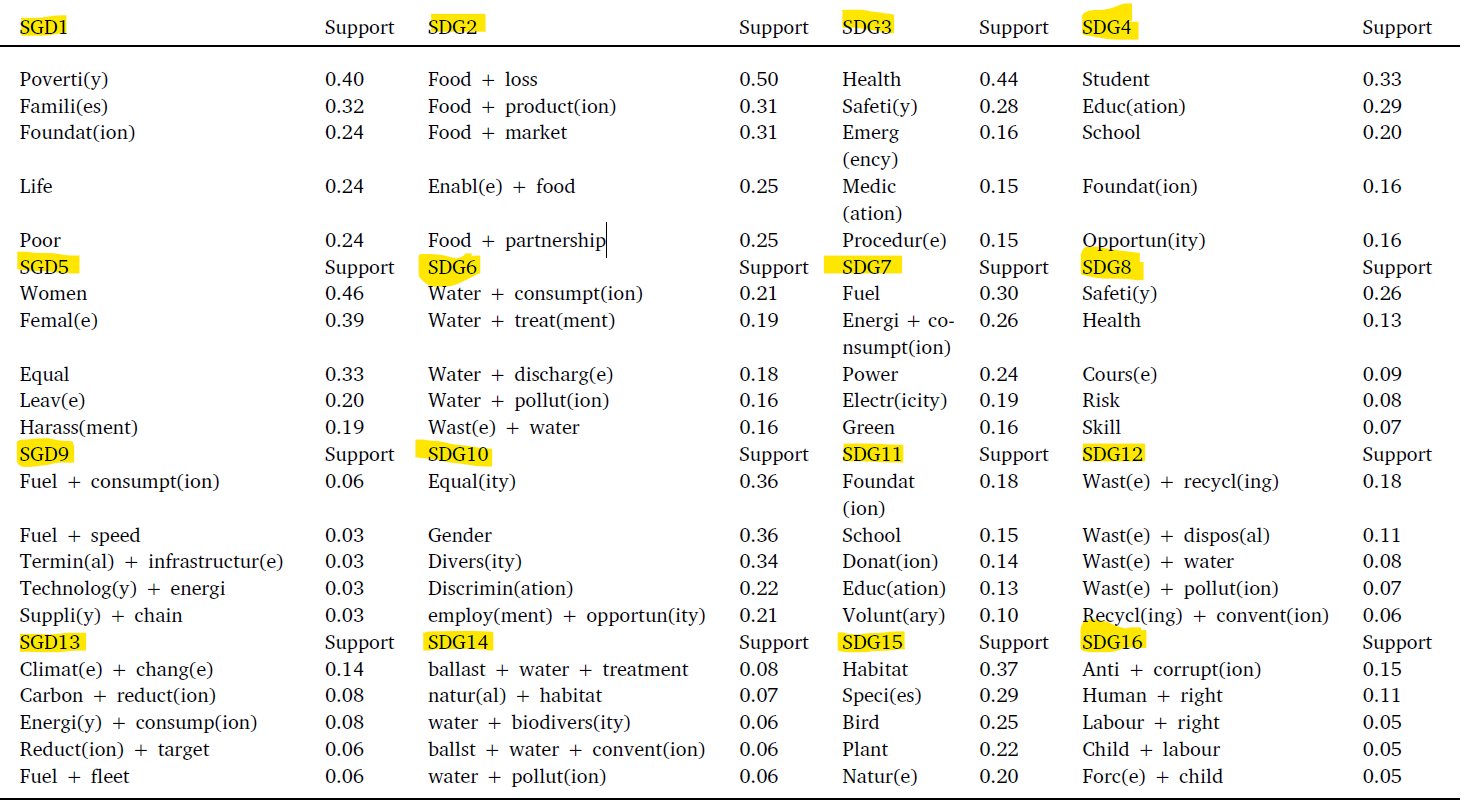 SGD1 Support SDG2 Support SDG3 Support SDG4 Support
Poverti(y) 0.40 Food + loss 0.50 Health 0.44 Student 0.33
Famili(es) 0.32 Food + product(ion) 0.31 Safeti(y) 0.28 Educ(ation) 0.29
Foundat(ion) 0.24 Food + market 0.31 Emerg 0.16 School 0.20
(ency)
Life 0.24 Enabl(e) + food 0.25 Medic 0.15 Foundat(ion) 0.16
(ation)
Poor 0.24 Food + partnership 0.25 Procedur(e) 0.15 Opportun(ity) 0.16
SGD5 Support SDG6 Support SDG7 Support SDG8 Support
Women 0.46 Water + consumpt(ion) 0.21 Fuel 0.30 Safeti(y) 0.26
Femal(e) 0.39 Water + treat(ment) 0.19 Energi + co- 0.26 Health 0.13
nsumpt(ion)
Equal 0.33 Water + discharg(e) 0.18 Power 0.24 Cours(e) 0.09
Leav(e) 0.20 Water + pollut(ion) 0.16 Electr(icity) 0.19 Risk 0.08
Harass(ment) 0.19 Wast(e) + water 0.16 Green 0.16 Skill 0.07
SGD9 Support SDG10 Support SDG11 Support SDG12 Support
Fuel + consumpt(ion) 0.06 Equal(ity) 0.36 Foundat 0.18 Wast(e) + recycl(ing) 0.18
(ion)
Fuel + speed 0.03 Gender 0.36 School 0.15 Wast(e) + dispos(al) 0.11
Termin(al) + infrastructur(e) 0.03 Divers(ity) 0.34 Donat(ion) 0.14 Wast(e) + water 0.08
Technolog(y) + energi 0.03 Discrimin(ation) 0.22 Educ(ation) 0.13 Wast(e) + pollut(ion) 0.07
Suppli(y) + chain 0.03 employ(ment) + opportun(ity) 0.21 Volunt(ary) 0.10 Recycl(ing) + convent(ion) 0.06
SGD13 Support SDG14 Support SDG15 Support SDG16 Support
Climat(e) + chang(e) 0.14 ballast + water + treatment 0.08 Habitat 0.37 Anti + corrupt(ion) 0.15
Carbon + reduct(ion) 0.08 natur(al) + habitat 0.07 Speci(es) 0.29 Human + right 0.11
Energi(y) + consump(ion) 0.08 water + biodivers(ity) 0.06 Bird 0.25 Labour + right 0.05
Reduct(ion) + target 0.06 ballst + water + convent(ion) 0.06 Plant 0.22 Child + labour 0.05
Fuel + fleet 0.06 water + pollut(ion) 0.06 Natur(e) 0.20 Forc(e) + child 0.05